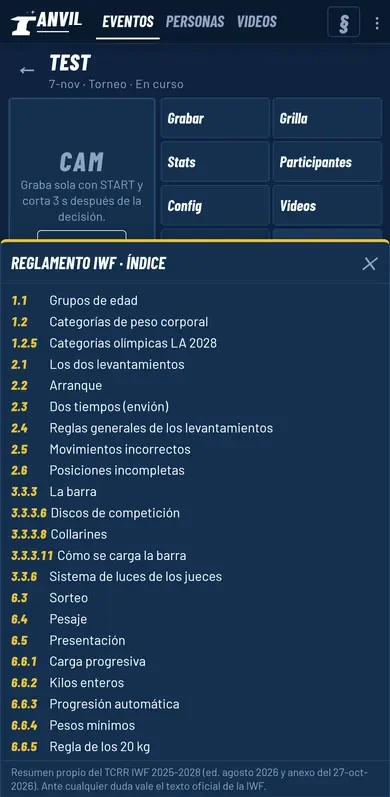 ANVIL EVENTOS PERSONAS VIDEOS §
TEST
7-nov · Torneo · En curso
CAM
Graba sola con START y
corta 3 s después de la
decisión.
Grabar
Grilla
Stats
Participantes
Config
Videos
REGLAMENTO IWF · ÍNDICE
1.1 Grupos de edad
1.2 Categorías de peso corporal
1.2.5 Categorías olímpicas LA 2028
2.1 Los dos levantamientos
2.2 Arranque
2.3 Dos tiempos (envión)
2.4 Reglas generales de los levantamientos
2.5 Movimientos incorrectos
2.6 Posiciones incompletas
3.3.3 La barra
3.3.3.6 Discos de competición
3.3.3.8 Collarines
3.3.3.11 Cómo se carga la barra
3.3.6 Sistema de luces de los jueces
6.3 Sorteo
6.4 Pesaje
6.5 Presentación
6.6.1 Carga progresiva
6.6.2 Kilos enteros
6.6.3 Progresión automática
6.6.4 Pesos mínimos
6.6.5 Regla de los 20 kg
Resumen propio del TCRR IWF 2025-2028 (ed. agosto 2026 y anexo del 27-oct-
2026). Ante cualquier duda vale el texto oficial de la IWF.